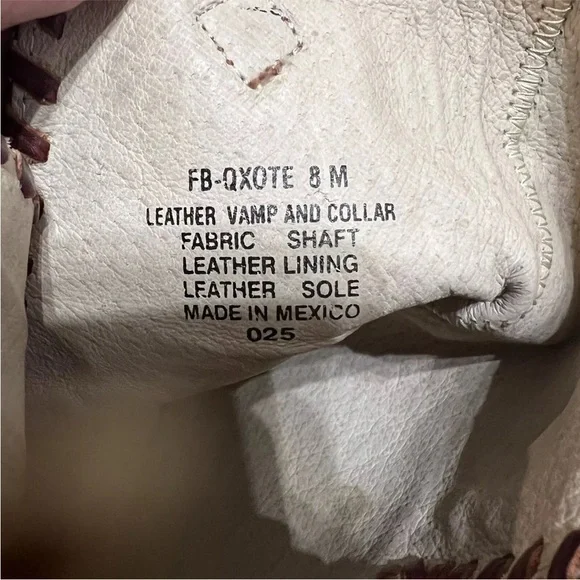 FB-QXOTE 8 M
LEATHER VAMP AND COLLAR
FABRIC SHAFT
LEATHER LINING
LEATHER SOLE
MADE IN MEXICO
025